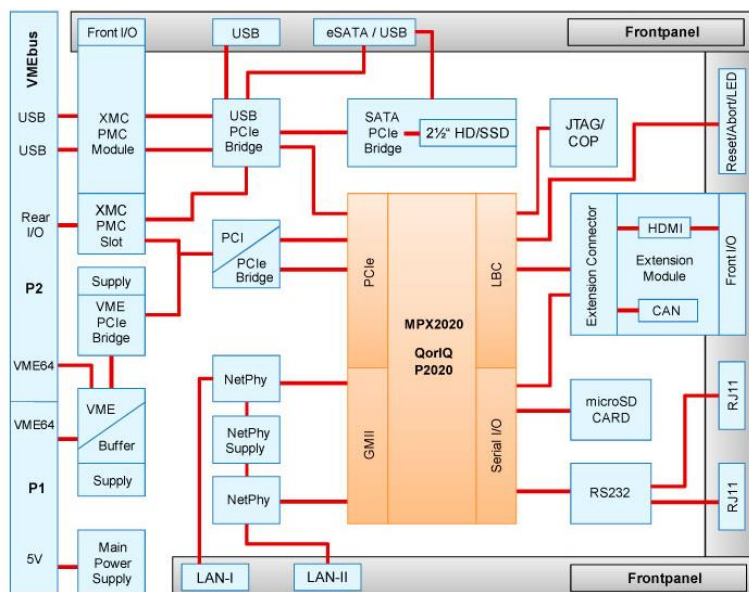 Front I/O
USB
eSATA / USB
Frontpanel
VMEbus
USB
USB
Rear
I/O
P2
VME64
VME64
P1
5V
XMC
PMC
Module
XMC
PMC
Slot
Supply
VME
PCIe
Bridge
VME
Buffer
Supply
Main
Power
Supply
USB
PCIe
Bridge
SATA
PCIe
Bridge
2½“ HD/SSD
JTAG/
COP
Reset/Abort/LED
PCI
PCIe
Bridge
PCIe
LBC
MPX2020
QorIQ
P2020
GMII
Serial I/O
Extension Connector
HDMI
Extension
Module
CAN
Front I/O
NetPhy
NetPhy
Supply
NetPhy
microSD
CARD
RS232
RJ11
RJ11
LAN-I
LAN-II
Frontpanel